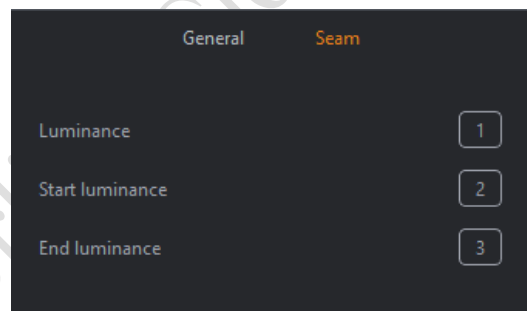 General Seam
Luminance 1
Start luminance 2
End luminance 3